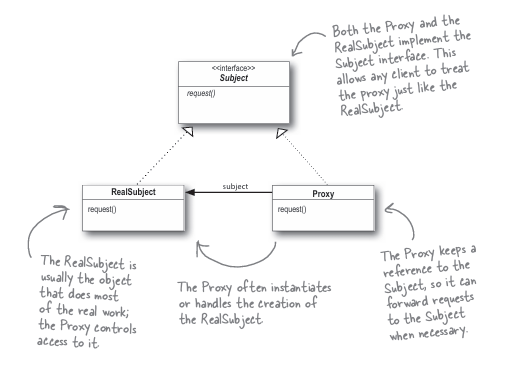 Both the Proxy and the
RealSubject implement the
Subject interface. This
allows any client to treat
the proxy just like the
RealSubject.
<<interface>>
Subject
request()
RealSubject
request()
subject
Proxy
request()
The RealSubject is
usually the object
that does most
of the real work;
the Proxy controls
access to it.
The Proxy often instantiates
or handles the creation of
the RealSubject.
The Proxy keeps a
reference to the
Subject, so it can
forward requests
to the Subject
when necessary.